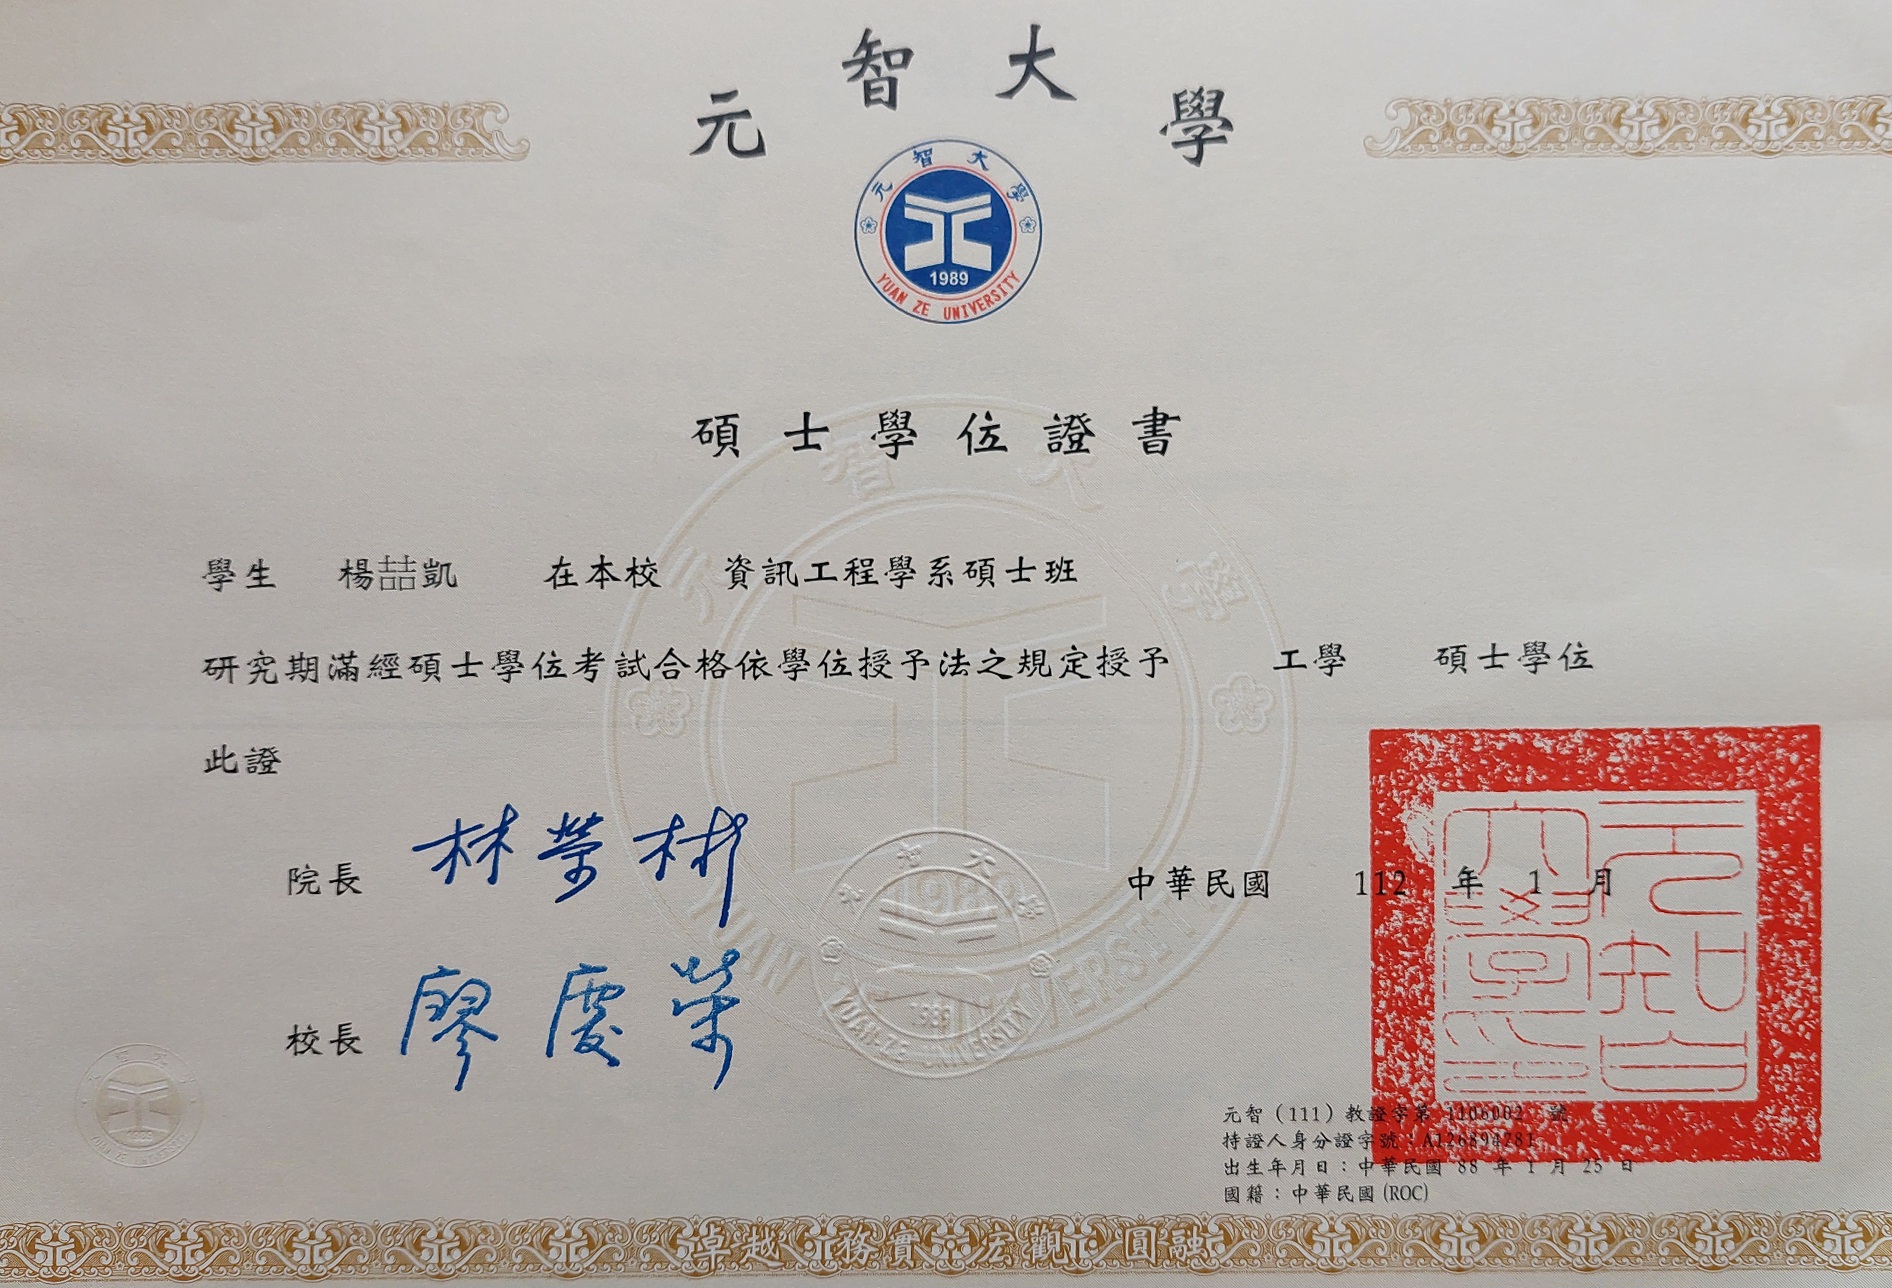 元智大學
元智大學
1989
YUAN ZE UNIVERSITY
碩士學位證書
學生 楊喆凱 在本校 資訊工程學系碩士班
研究期滿經碩士學位考試合格依學位授予法之規定授予 工學 碩士學位
此證
院長 林榮彬
中華民國 112 年 1 月
校長 廖慶榮
元智大學印
元智（111）教證字第 1106002 號
持證人身分證字號：A126894281
出生年月日：中華民國 88 年 1 月 25 日
國籍：中華民國(ROC)
卓越 務實 宏觀 圓融